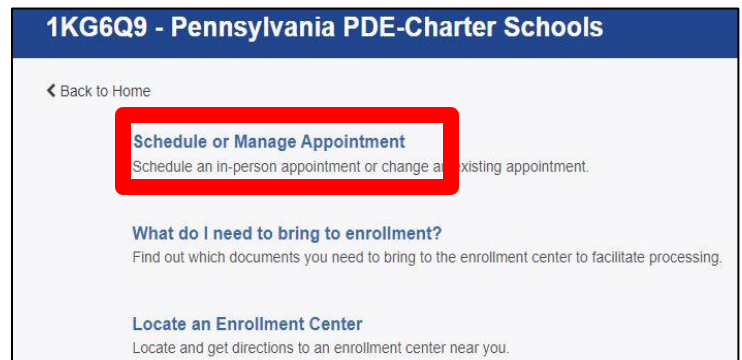 1KG6Q9 - Pennsylvania PDE-Charter Schools
Back to Home
Schedule or Manage Appointment
Schedule an in-person appointment or change an existing appointment.
What do I need to bring to enrollment?
Find out which documents you need to bring to the enrollment center to facilitate processing.
Locate an Enrollment Center
Locate and get directions to an enrollment center near you.